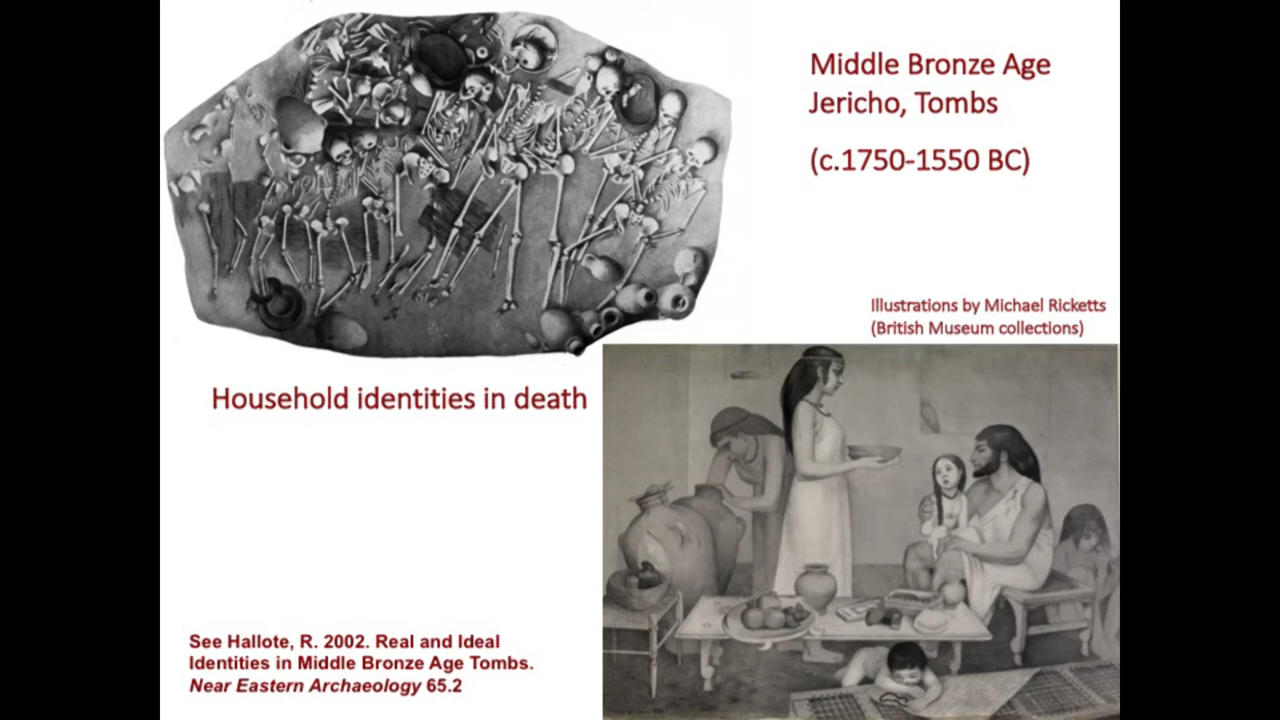 Middle Bronze Age
Jericho, Tombs
(c.1750-1550 BC)
Illustrations by Michael Ricketts
(British Museum collections)
Household identities in death
See Hallote, R. 2002. Real and Ideal
Identities in Middle Bronze Age Tombs.
Near Eastern Archaeology 65.2